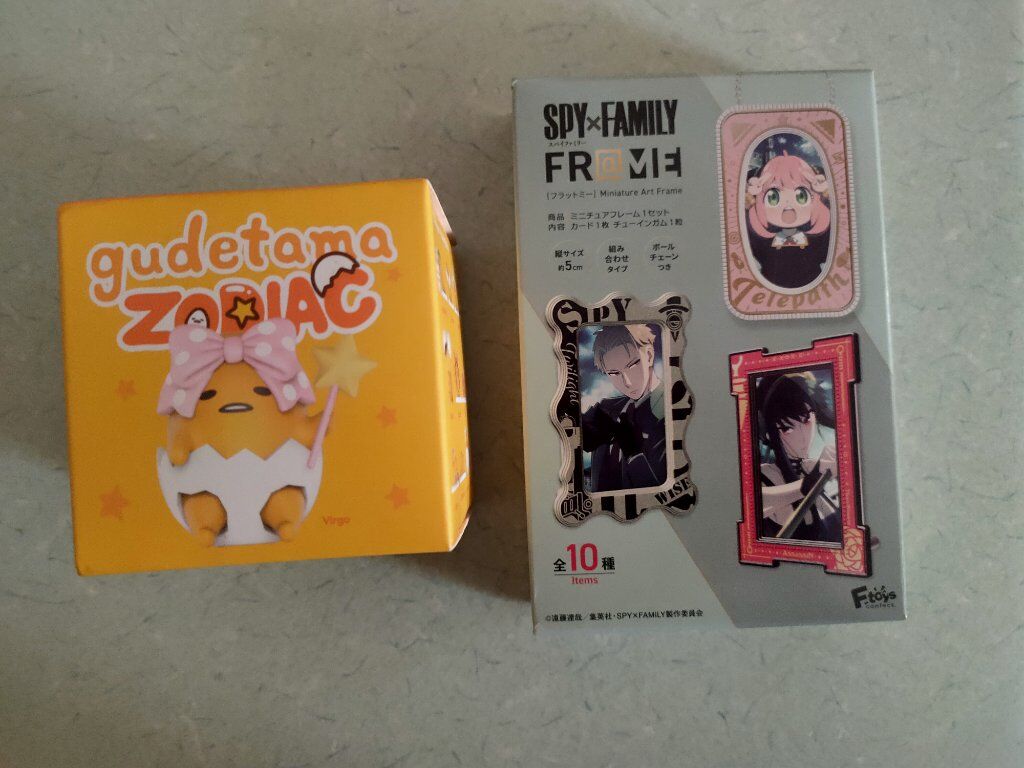 gudetama
ZODIAC
Virgo
SPY×FAMILY
スパイファミリー
FR@ME
[フラットミー] Miniature Art Frame
商品 ミニチュアフレーム1セット
内容 カード1枚 チューインガム1粒
縦サイズ
約5cm
組み
合わせ
タイプ
ボール
チェーン
つき
Telepath
SPY
WISE
Assassin
全10種
Items
F-toys
confect.
©遠藤達哉/集英社・SPY×FAMILY製作委員会